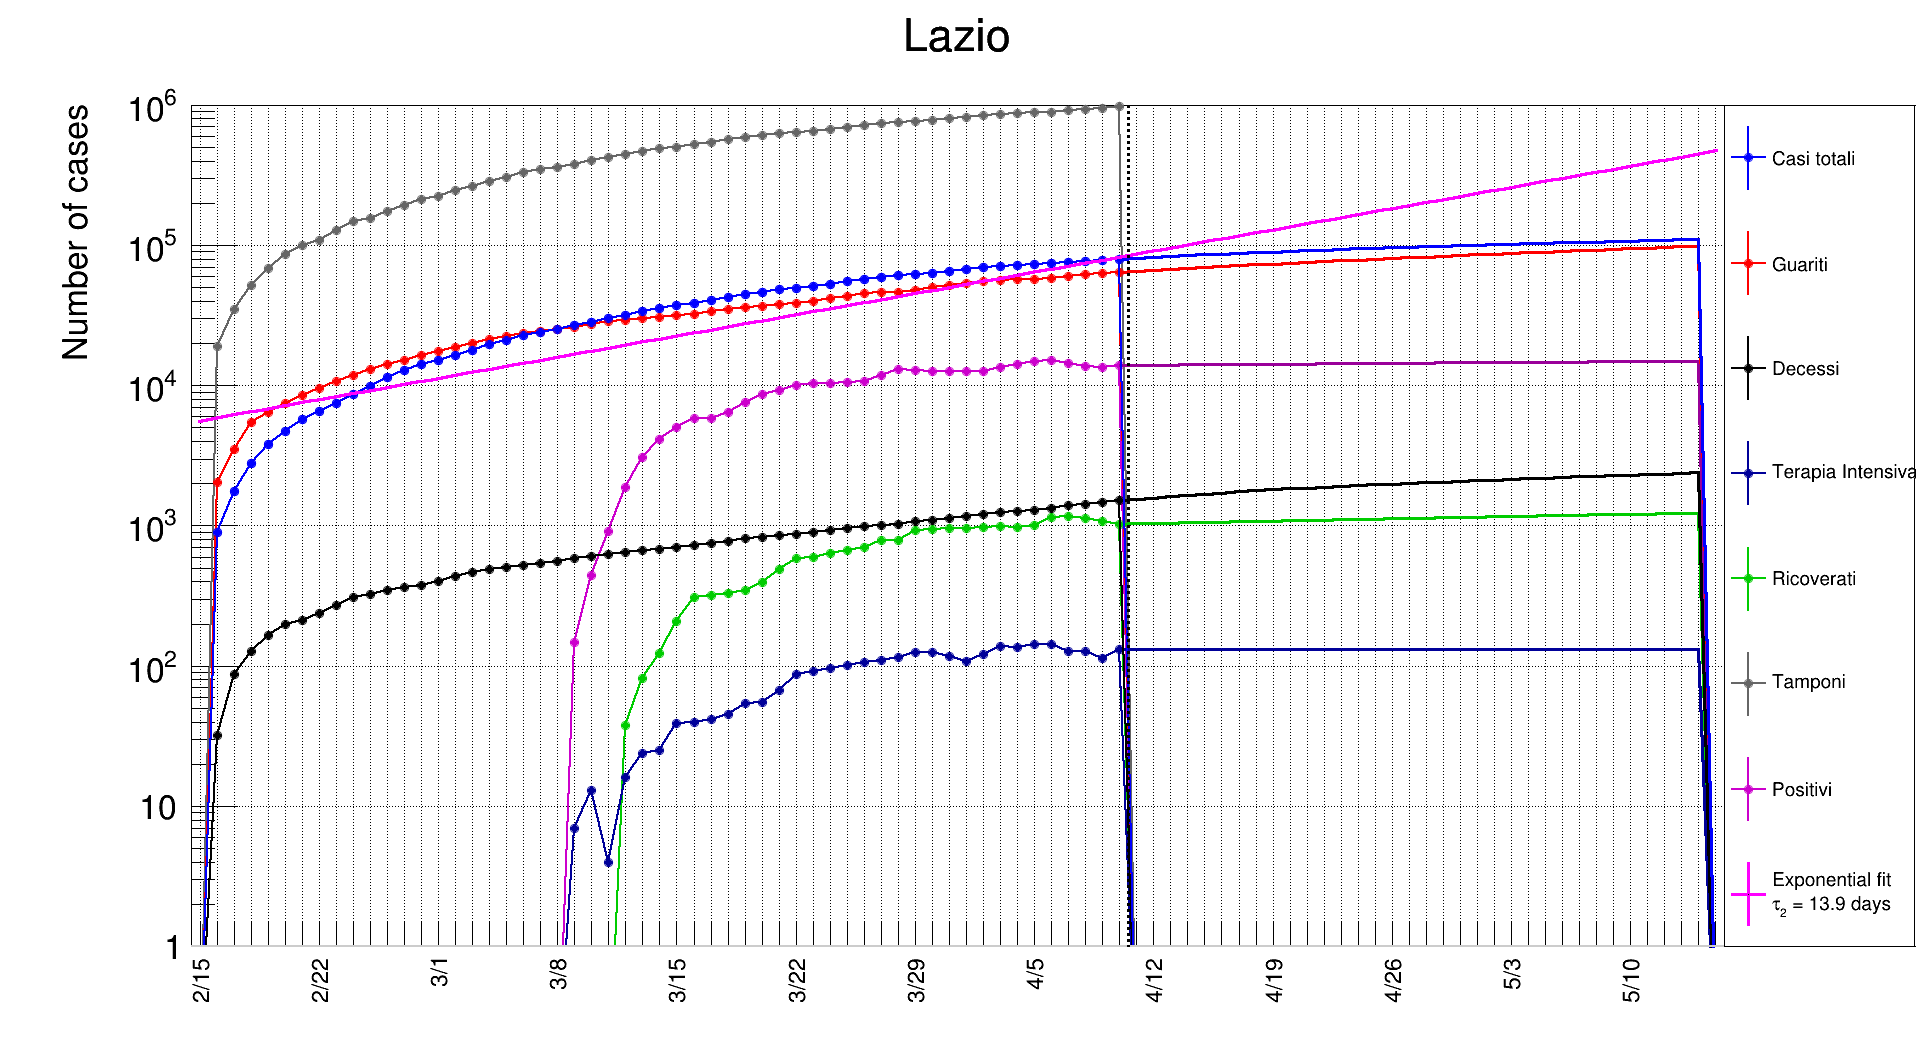 Lazio
Number of cases
10^6
10^5
10^4
10^3
10^2
10
1
2/15
2/22
3/1
3/8
3/15
3/22
3/29
4/5
4/12
4/19
4/26
5/3
5/10
Casi totali
Guariti
Decessi
Terapia Intensiva
Ricoverati
Tamponi
Positivi
Exponential fit
τ_2 = 13.9 days